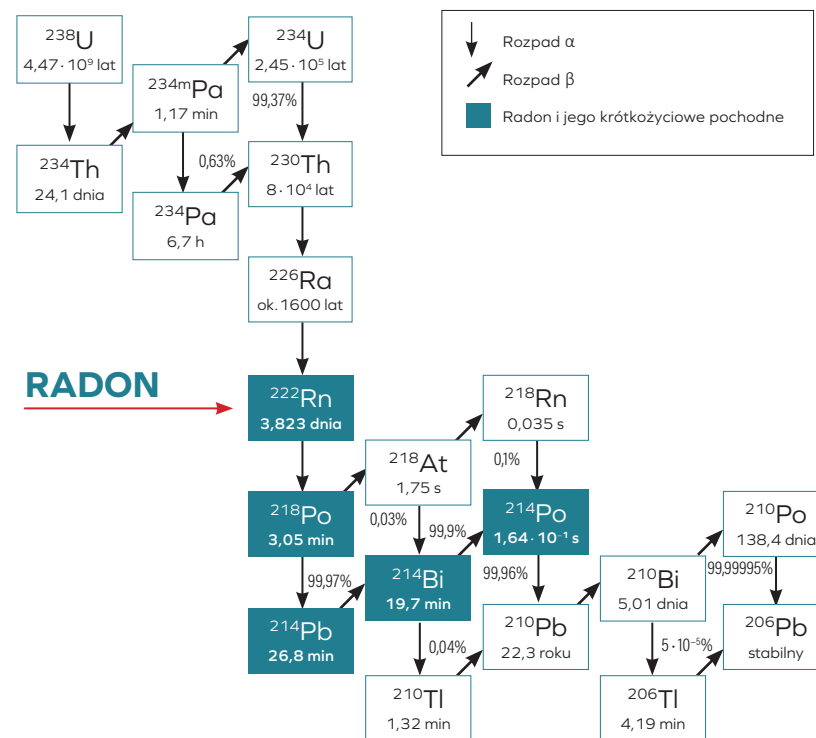 ²³⁸U
4,47 · 10⁹ lat
²³⁴ᵐPa
1,17 min
²³⁴U
2,45 · 10⁵ lat
99,37%
²³⁴Th
24,1 dnia
0,63%
²³⁴Pa
6,7 h
²³⁰Th
8 · 10⁴ lat
²²⁶Ra
ok. 1600 lat
Rozpad α
Rozpad β
Radon i jego krótkożyciowe pochodne
RADON
²²²Rn
3,823 dnia
²¹⁸Rn
0,035 s
²¹⁸At
1,75 s
0,1%
²¹⁸Po
3,05 min
0,03%
99,9%
²¹⁴Po
1,64 · 10⁻¹ s
²¹⁰Po
138,4 dnia
99,97%
²¹⁴Bi
19,7 min
99,96%
²¹⁰Bi
5,01 dnia
99,99995%
²¹⁴Pb
26,8 min
0,04%
²¹⁰Pb
22,3 roku
5 · 10⁻⁵%
²⁰⁶Pb
stabilny
²¹⁰Tl
1,32 min
²⁰⁶Tl
4,19 min